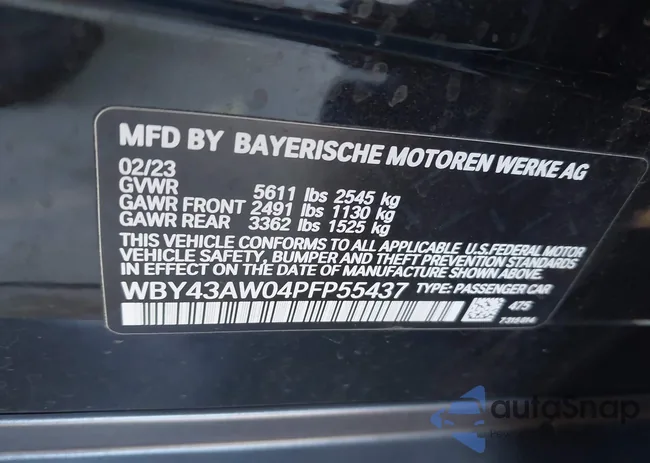 MFD BY BAYERISCHE MOTOREN WERKE AG
02/23
GVWR 5611 lbs 2545 kg
GAWR FRONT 2491 lbs 1130 kg
GAWR REAR 3362 lbs 1525 kg
THIS VEHICLE CONFORMS TO ALL APPLICABLE U.S.FEDERAL MOTOR
VEHICLE SAFETY, BUMPER AND THEFT PREVENTION STANDARDS
IN EFFECT ON THE DATE OF MANUFACTURE SHOWN ABOVE.
WBY43AW04PFP55437 TYPE: PASSENGER CAR
475
autoSnap